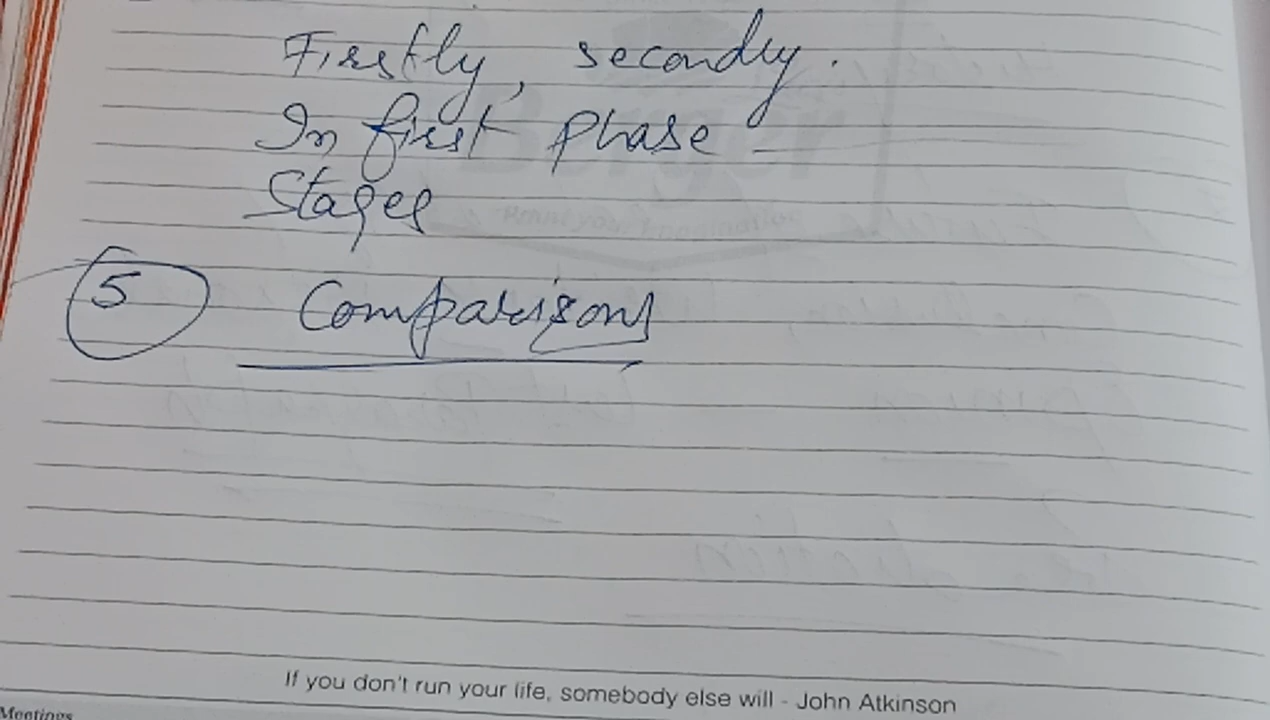 Firstly, secondly.
In first phase -
Stages
5 Comparisons
If you don't run your life, somebody else will - John Atkinson
Meetings